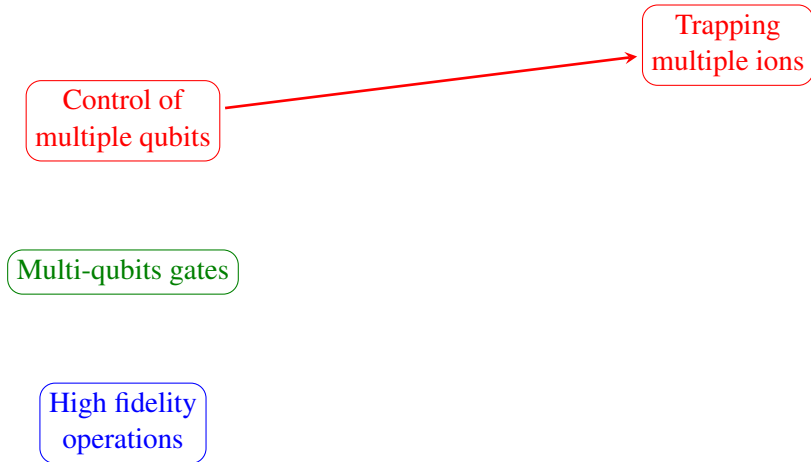 Trapping
multiple ions
Control of
multiple qubits
Multi-qubits gates
High fidelity
operations